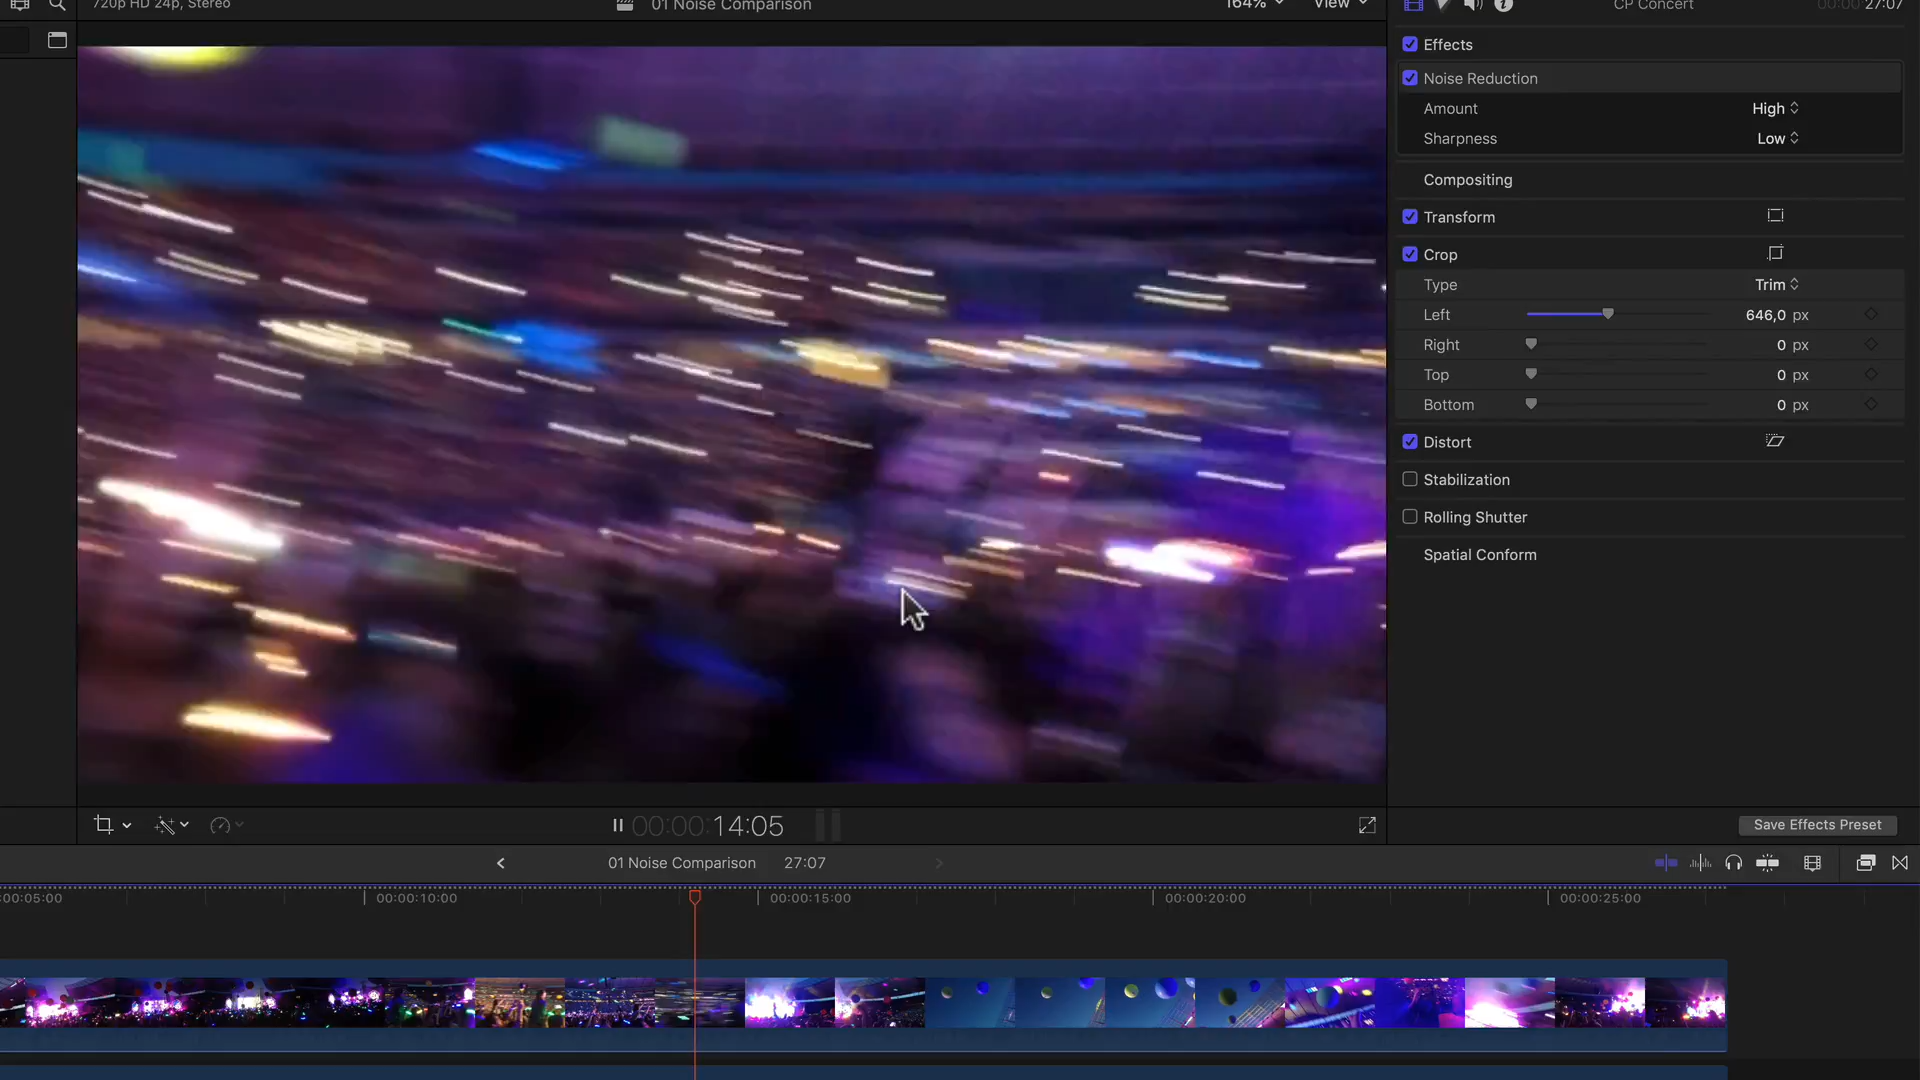 720p HD 24p, Stereo
01 Noise Comparison
164%
View
CP Concert
00:00:27:07
Effects
Noise Reduction
Amount High
Sharpness Low
Compositing
Transform
Crop
Type Trim
Left 646,0 px
Right 0 px
Top 0 px
Bottom 0 px
Distort
Stabilization
Rolling Shutter
Spatial Conform
00:00:14:05
Save Effects Preset
01 Noise Comparison 27:07
00:05:00
00:00:10:00
00:00:15:00
00:00:20:00
00:00:25:00